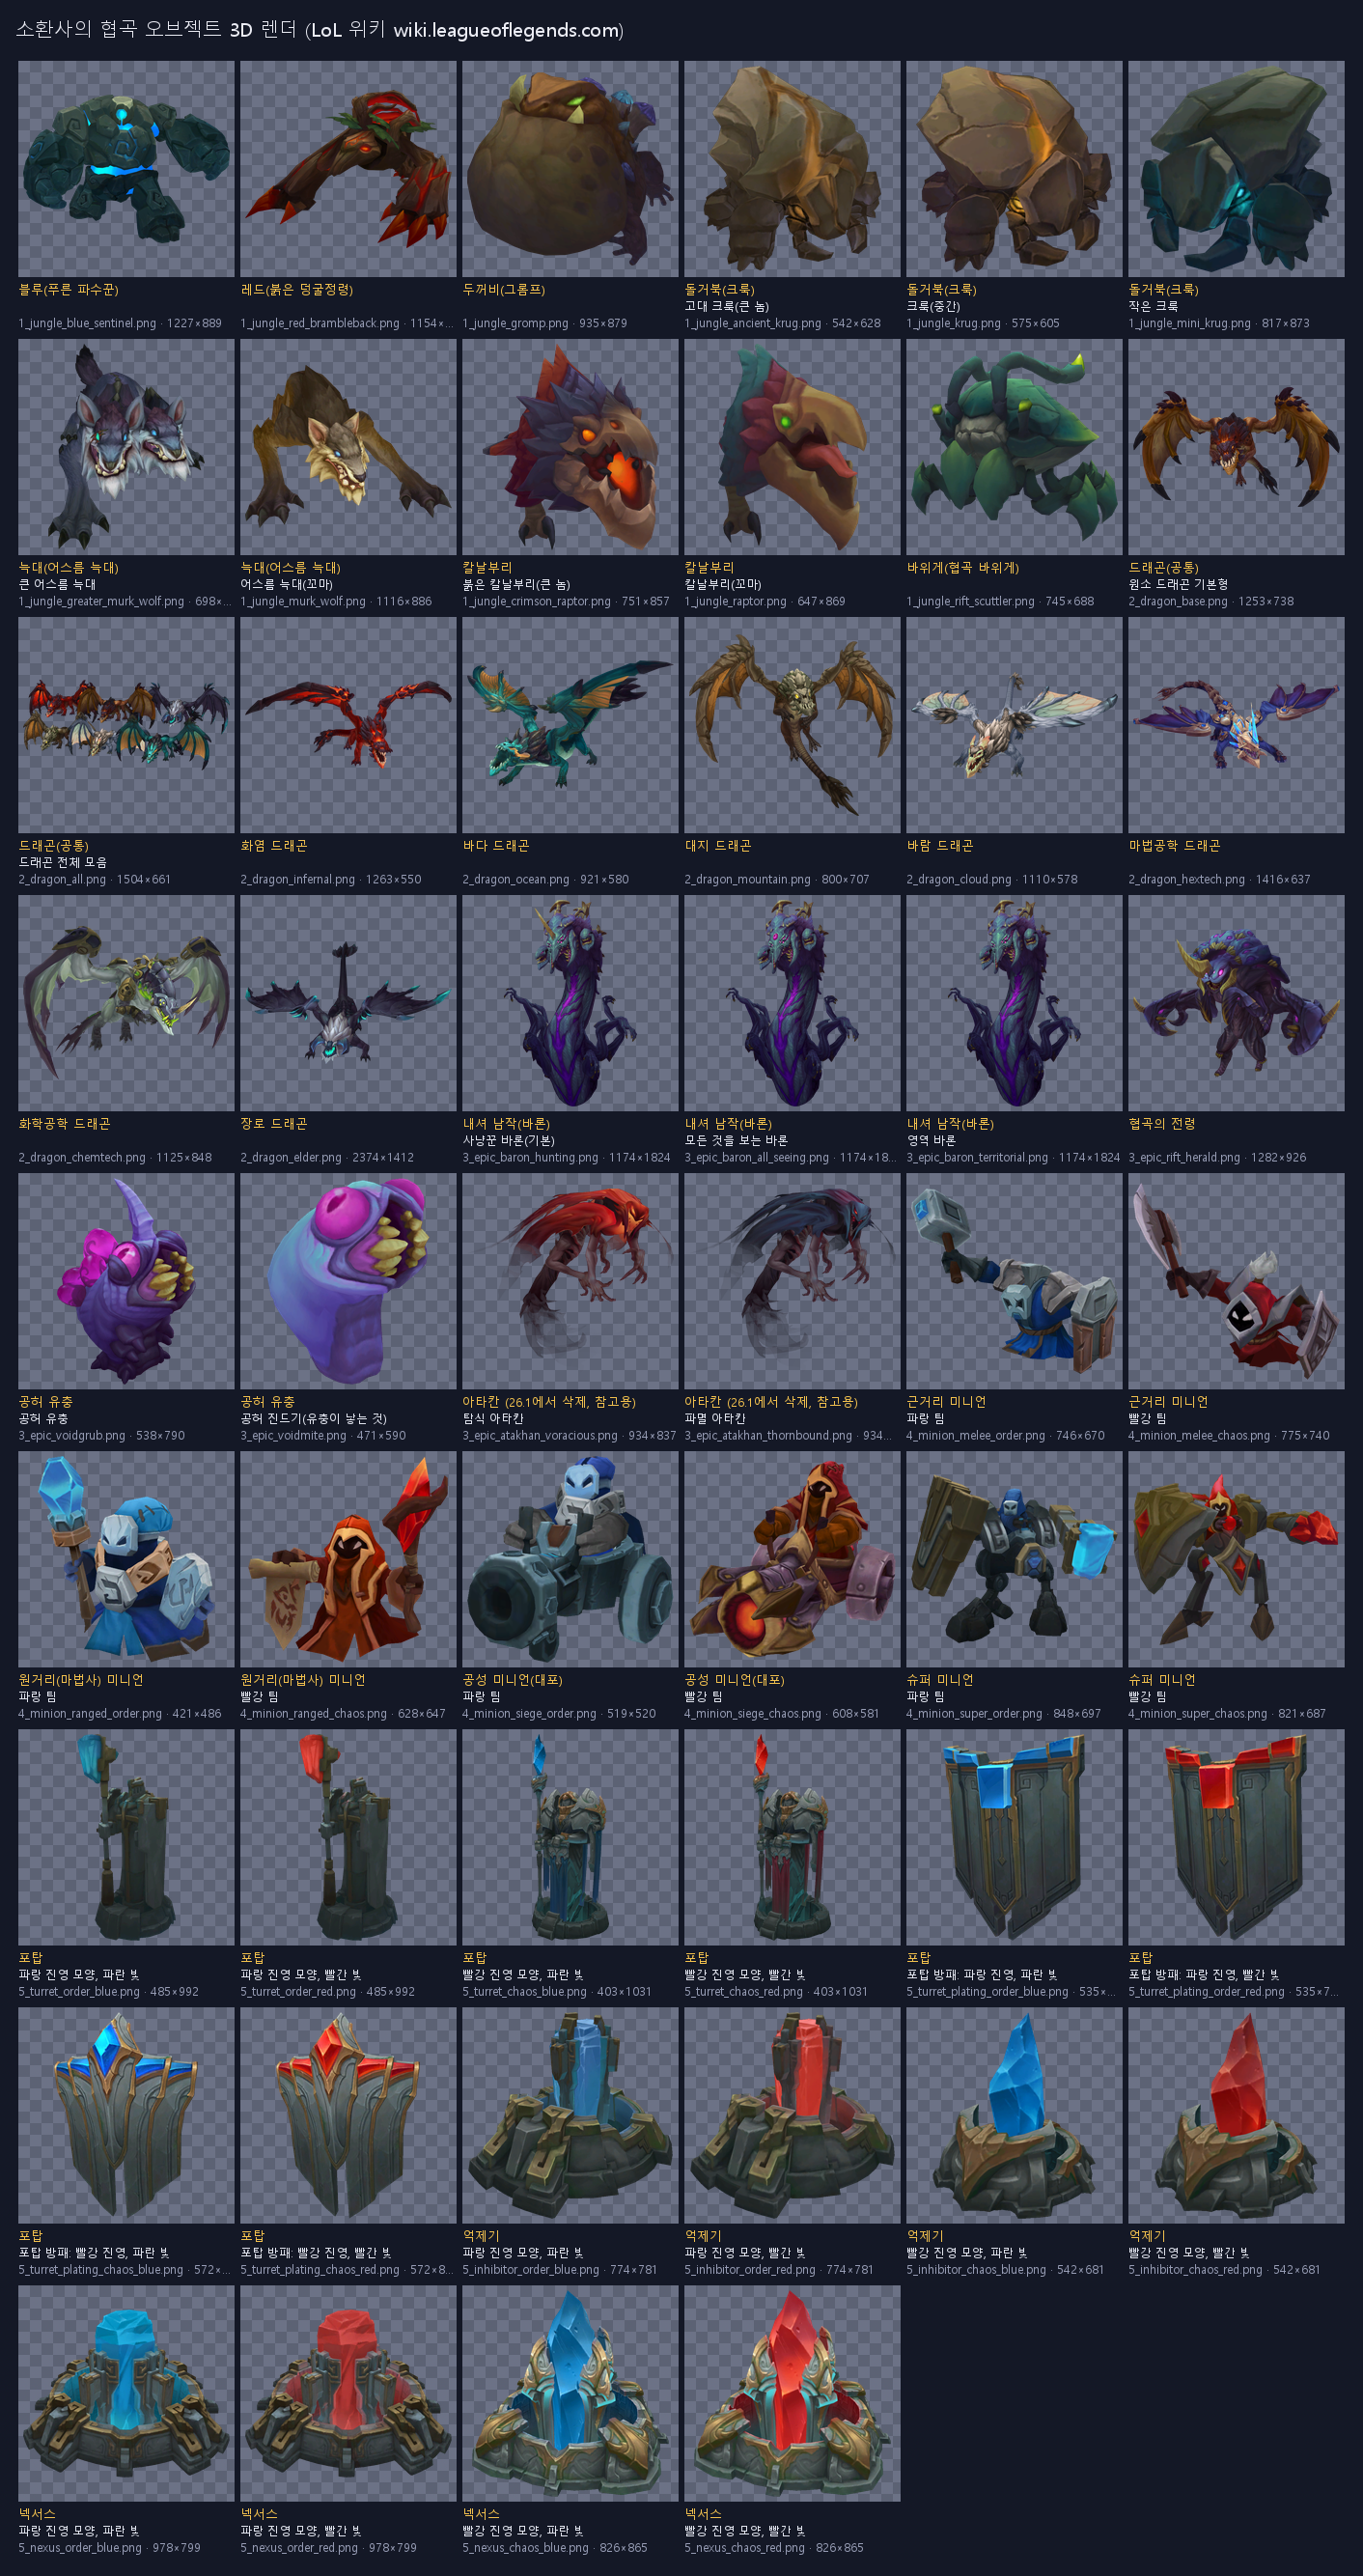 소환사의 협곡 오브젝트 3D 렌더 (LoL 위키 wiki.leagueoflegends.com)
블루(푸른 파수꾼)
1_jungle_blue_sentinel.png · 1227×889
레드(붉은 덩굴정령)
1_jungle_red_brambleback.png · 1154×…
두꺼비(그롬프)
1_jungle_gromp.png · 935×879
돌거북(크룩)
고대 크룩(큰 놈)
1_jungle_ancient_krug.png · 542×628
돌거북(크룩)
크룩(중간)
1_jungle_krug.png · 575×605
돌거북(크룩)
작은 크룩
1_jungle_mini_krug.png · 817×873
늑대(어스름 늑대)
큰 어스름 늑대
1_jungle_greater_murk_wolf.png · 698×…
늑대(어스름 늑대)
어스름 늑대(꼬마)
1_jungle_murk_wolf.png · 1116×886
칼날부리
붉은 칼날부리(큰 놈)
1_jungle_crimson_raptor.png · 751×857
칼날부리
칼날부리(꼬마)
1_jungle_raptor.png · 647×869
바위게(협곡 바위게)
1_jungle_rift_scuttler.png · 745×688
드래곤(공통)
원소 드래곤 기본형
2_dragon_base.png · 1253×738
드래곤(공통)
드래곤 전체 모음
2_dragon_all.png · 1504×661
화염 드래곤
2_dragon_infernal.png · 1263×550
바다 드래곤
2_dragon_ocean.png · 921×580
대지 드래곤
2_dragon_mountain.png · 800×707
바람 드래곤
2_dragon_cloud.png · 1110×578
마법공학 드래곤
2_dragon_hextech.png · 1416×637
화학공학 드래곤
2_dragon_chemtech.png · 1125×848
장로 드래곤
2_dragon_elder.png · 2374×1412
내셔 남작(바론)
사냥꾼 바론(기본)
3_epic_baron_hunting.png · 1174×1824
내셔 남작(바론)
모든 것을 보는 바론
3_epic_baron_all_seeing.png · 1174×18…
내셔 남작(바론)
영역 바론
3_epic_baron_territorial.png · 1174×1824
협곡의 전령
3_epic_rift_herald.png · 1282×926
공허 유충
공허 유충
3_epic_voidgrub.png · 538×790
공허 유충
공허 진드기(유충이 낳는 것)
3_epic_voidmite.png · 471×590
아타칸 (26.1에서 삭제, 참고용)
탐식 아타칸
3_epic_atakhan_voracious.png · 934×837
아타칸 (26.1에서 삭제, 참고용)
파멸 아타칸
3_epic_atakhan_thornbound.png · 934…
근거리 미니언
파랑 팀
4_minion_melee_order.png · 746×670
근거리 미니언
빨강 팀
4_minion_melee_chaos.png · 775×740
원거리(마법사) 미니언
파랑 팀
4_minion_ranged_order.png · 421×486
원거리(마법사) 미니언
빨강 팀
4_minion_ranged_chaos.png · 628×647
공성 미니언(대포)
파랑 팀
4_minion_siege_order.png · 519×520
공성 미니언(대포)
빨강 팀
4_minion_siege_chaos.png · 608×581
슈퍼 미니언
파랑 팀
4_minion_super_order.png · 848×697
슈퍼 미니언
빨강 팀
4_minion_super_chaos.png · 821×687
포탑
파랑 진영 모양, 파란 빛
5_turret_order_blue.png · 485×992
포탑
파랑 진영 모양, 빨간 빛
5_turret_order_red.png · 485×992
포탑
빨강 진영 모양, 파란 빛
5_turret_chaos_blue.png · 403×1031
포탑
빨강 진영 모양, 빨간 빛
5_turret_chaos_red.png · 403×1031
포탑
포탑 방패: 파랑 진영, 파란 빛
5_turret_plating_order_blue.png · 535×…
포탑
포탑 방패: 파랑 진영, 빨간 빛
5_turret_plating_order_red.png · 535×7…
포탑
포탑 방패: 빨강 진영, 파란 빛
5_turret_plating_chaos_blue.png · 572×…
포탑
포탑 방패: 빨강 진영, 빨간 빛
5_turret_plating_chaos_red.png · 572×8…
억제기
파랑 진영 모양, 파란 빛
5_inhibitor_order_blue.png · 774×781
억제기
파랑 진영 모양, 빨간 빛
5_inhibitor_order_red.png · 774×781
억제기
빨강 진영 모양, 파란 빛
5_inhibitor_chaos_blue.png · 542×681
억제기
빨강 진영 모양, 빨간 빛
5_inhibitor_chaos_red.png · 542×681
넥서스
파랑 진영 모양, 파란 빛
5_nexus_order_blue.png · 978×799
넥서스
파랑 진영 모양, 빨간 빛
5_nexus_order_red.png · 978×799
넥서스
빨강 진영 모양, 파란 빛
5_nexus_chaos_blue.png · 826×865
넥서스
빨강 진영 모양, 빨간 빛
5_nexus_chaos_red.png · 826×865